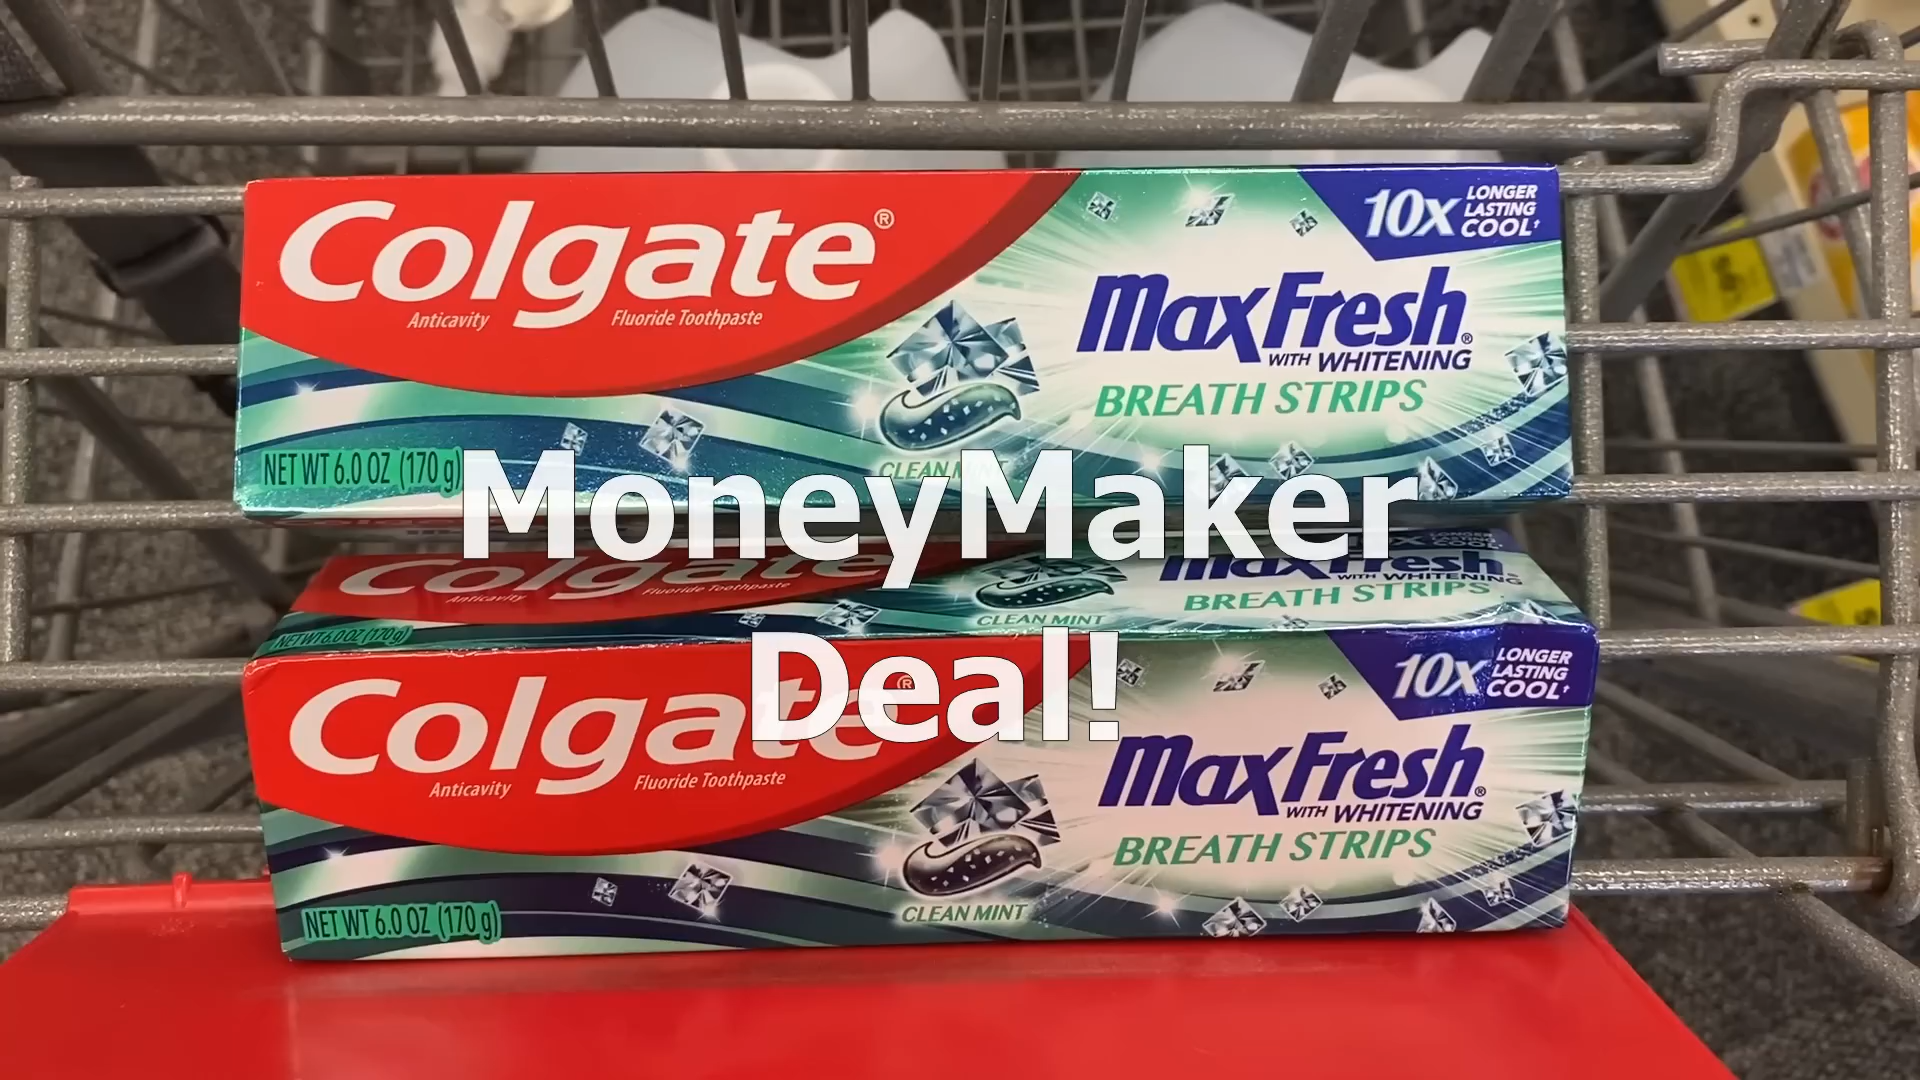 Colgate®
Anticavity Fluoride Toothpaste
10x LONGER
LASTING
COOL†
MaxFresh®
WITH WHITENING
BREATH STRIPS
CLEAN MINT
NET WT 6.0 OZ (170 g)
MoneyMaker
Deal!
Colgate
Anticavity Fluoride Toothpaste
MaxFresh
WITH WHITENING
BREATH STRIPS
CLEAN MINT
NET WT 6.0 OZ (170 g)
Colgate®
Anticavity Fluoride Toothpaste
10x LONGER
LASTING
COOL†
MaxFresh®
WITH WHITENING
BREATH STRIPS
CLEAN MINT
NET WT 6.0 OZ (170 g)